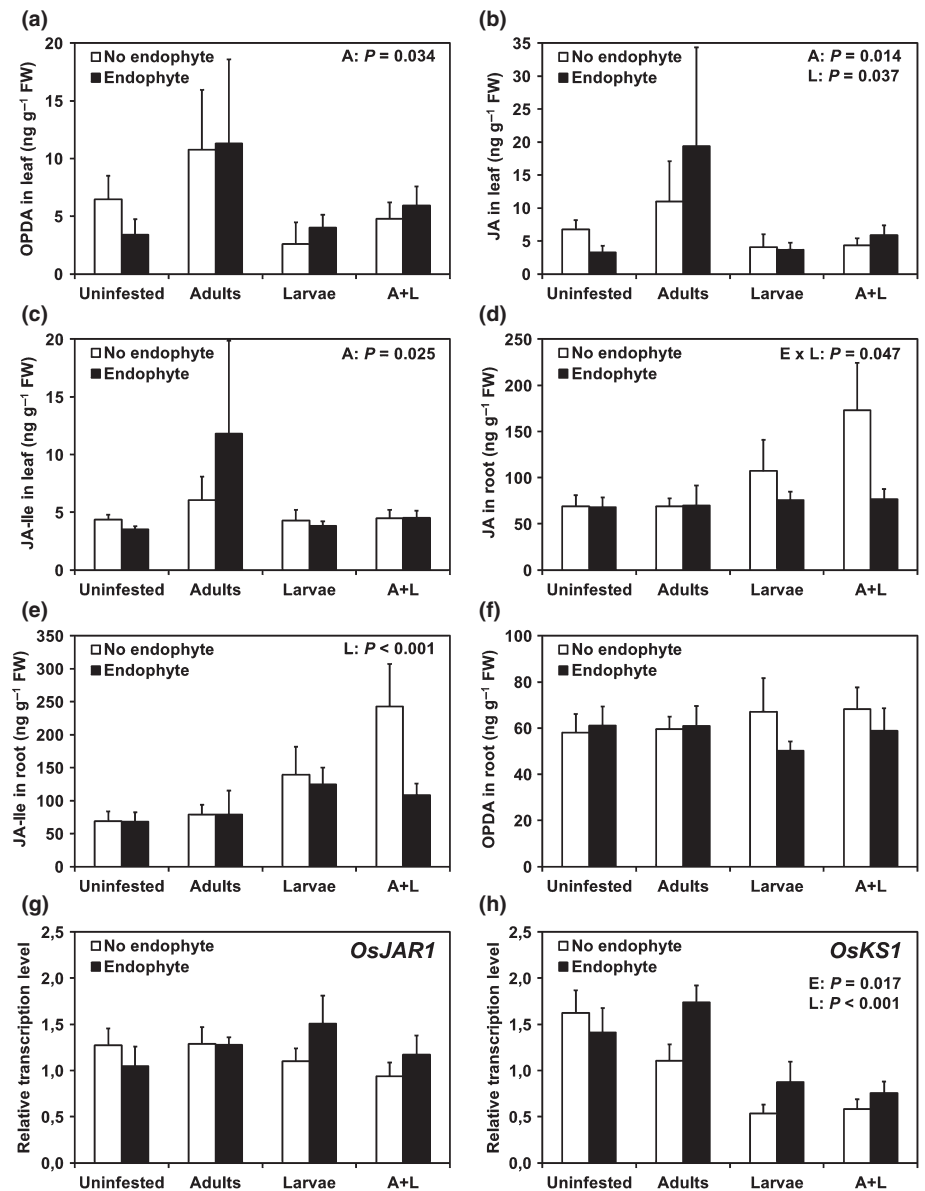 (a)
OPDA in leaf (ng g⁻¹ FW)
20
15
10
5
0
No endophyte
Endophyte
A: P = 0.034
Uninfested Adults Larvae A+L
(b)
JA in leaf (ng g⁻¹ FW)
35
30
25
20
15
10
5
0
No endophyte
Endophyte
A: P = 0.014
L: P = 0.037
Uninfested Adults Larvae A+L
(c)
JA-Ile in leaf (ng g⁻¹ FW)
20
15
10
5
0
No endophyte
Endophyte
A: P = 0.025
Uninfested Adults Larvae A+L
(d)
JA in root (ng g⁻¹ FW)
250
200
150
100
50
0
No endophyte
Endophyte
E x L: P = 0.047
Uninfested Adults Larvae A+L
(e)
JA-Ile in root (ng g⁻¹ FW)
350
300
250
200
150
100
50
0
No endophyte
Endophyte
L: P < 0.001
Uninfested Adults Larvae A+L
(f)
OPDA in root (ng g⁻¹ FW)
100
80
60
40
20
0
No endophyte
Endophyte
Uninfested Adults Larvae A+L
(g)
Relative transcription level
2,5
2,0
1,5
1,0
0,5
0,0
No endophyte
Endophyte
OsJAR1
Uninfested Adults Larvae A+L
(h)
Relative transcription level
2,5
2,0
1,5
1,0
0,5
0,0
No endophyte
Endophyte
OsKS1
E: P = 0.017
L: P < 0.001
Uninfested Adults Larvae A+L